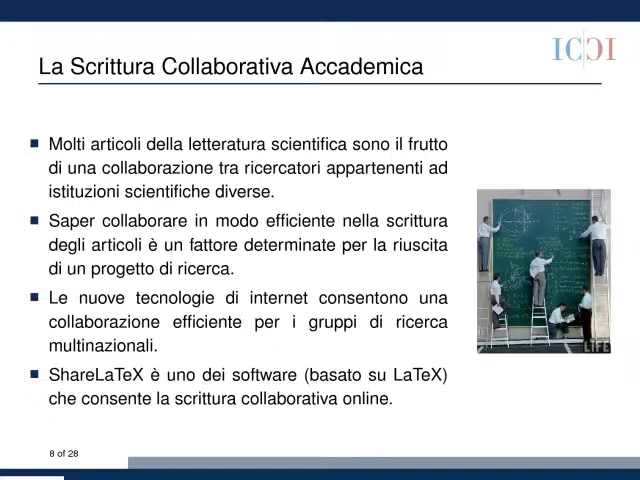 ICCI
La Scrittura Collaborativa Accademica
Molti articoli della letteratura scientifica sono il frutto
di una collaborazione tra ricercatori appartenenti ad
istituzioni scientifiche diverse.
Saper collaborare in modo efficiente nella scrittura
degli articoli è un fattore determinate per la riuscita
di un progetto di ricerca.
Le nuove tecnologie di internet consentono una
collaborazione efficiente per i gruppi di ricerca
multinazionali.
ShareLaTeX è uno dei software (basato su LaTeX)
che consente la scrittura collaborativa online.
LIFE
8 of 28